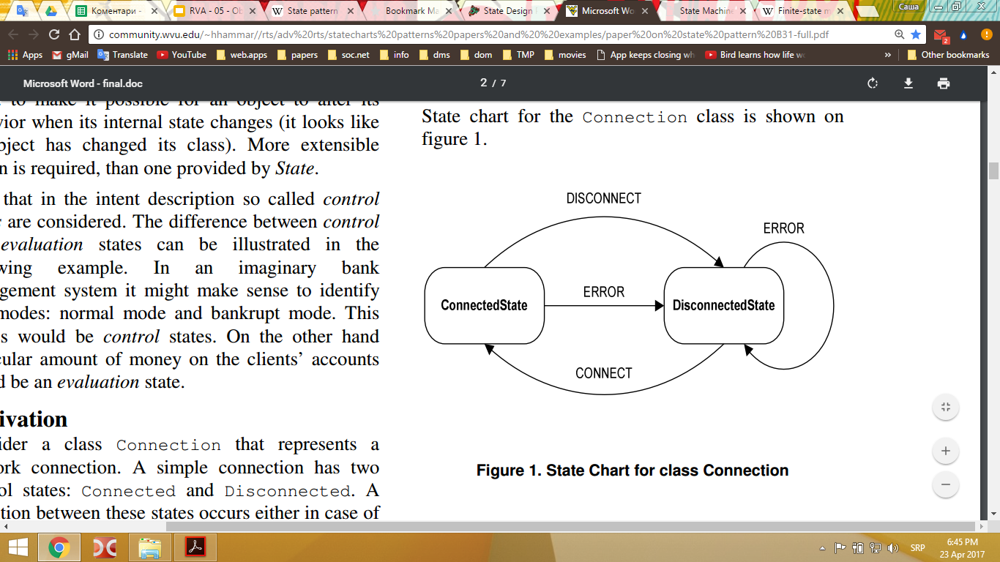 Коментари -
RVA - 05 - Ob
State pattern
Bookmark Ma
State Design
Microsoft Wo
State Machine
Finite-state m
Саша
community.wvu.edu/~hhammar//rts/adv%20rts/statecharts%20patterns%20papers%20and%20%20examples/paper%20on%20state%20pattern%20B31-full.pdf
2
Apps
gMail
Translate
YouTube
web.apps
papers
soc.net
info
dms
dom
TMP
movies
App keeps closing wh
Bird learns how life w
»
Other bookmarks
Microsoft Word - final.doc
2 / 7
to make it possible for an object to alter its
vior when its internal state changes (it looks like
bject has changed its class). More extensible
n is required, than one provided by State.
that in the intent description so called control
s are considered. The difference between control
evaluation states can be illustrated in the
wing example. In an imaginary bank
gement system it might make sense to identify
modes: normal mode and bankrupt mode. This
s would be control states. On the other hand
cular amount of money on the clients’ accounts
d be an evaluation state.
ivation
ider a class Connection that represents a
ork connection. A simple connection has two
ol states: Connected and Disconnected. A
tion between these states occurs either in case of
State chart for the Connection class is shown on
figure 1.
DISCONNECT
ERROR
ERROR
ConnectedState
DisconnectedState
CONNECT
Figure 1. State Chart for class Connection
SRP
6:45 PM
23 Apr 2017